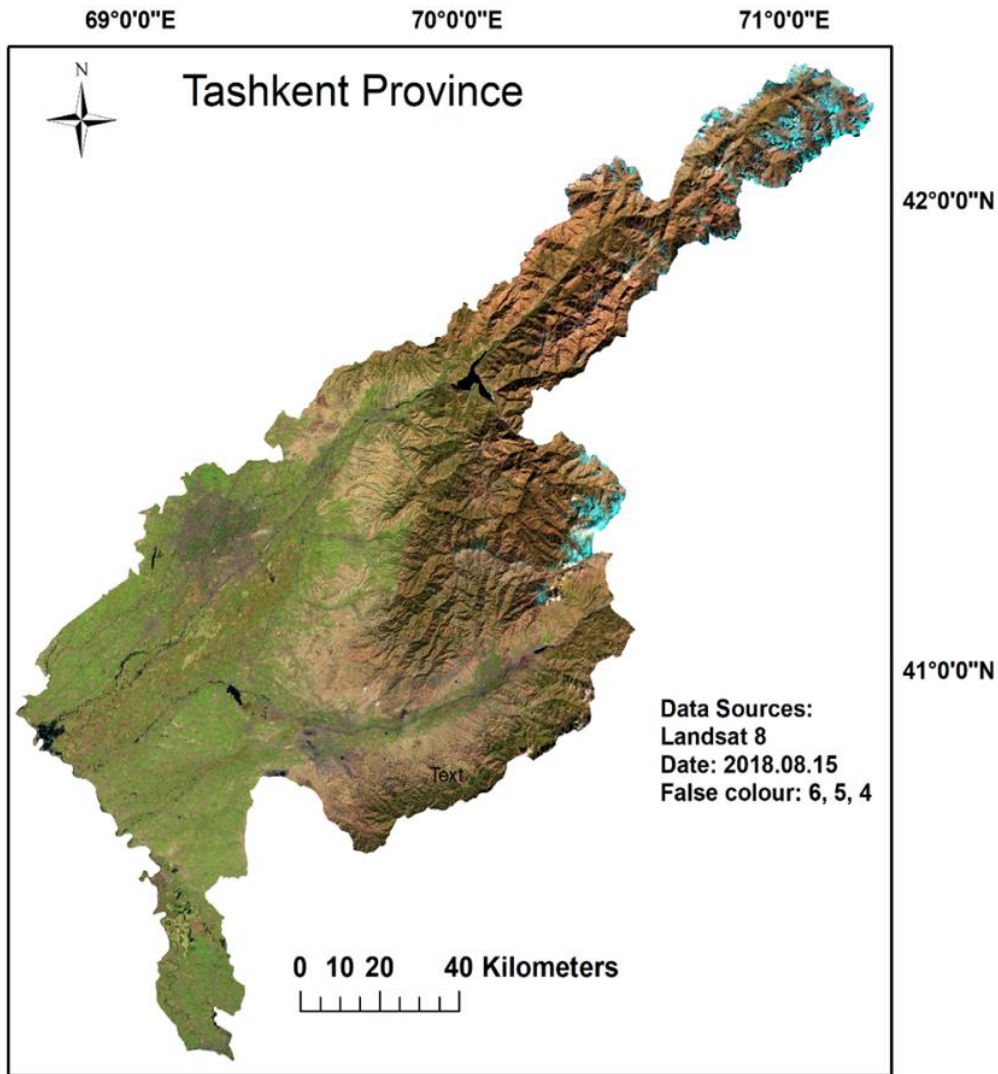 69°0'0"E 70°0'0"E 71°0'0"E
N
Tashkent Province
42°0'0"N
41°0'0"N
Data Sources:
Landsat 8
Date: 2018.08.15
False colour: 6, 5, 4
Text
0 10 20 40 Kilometers